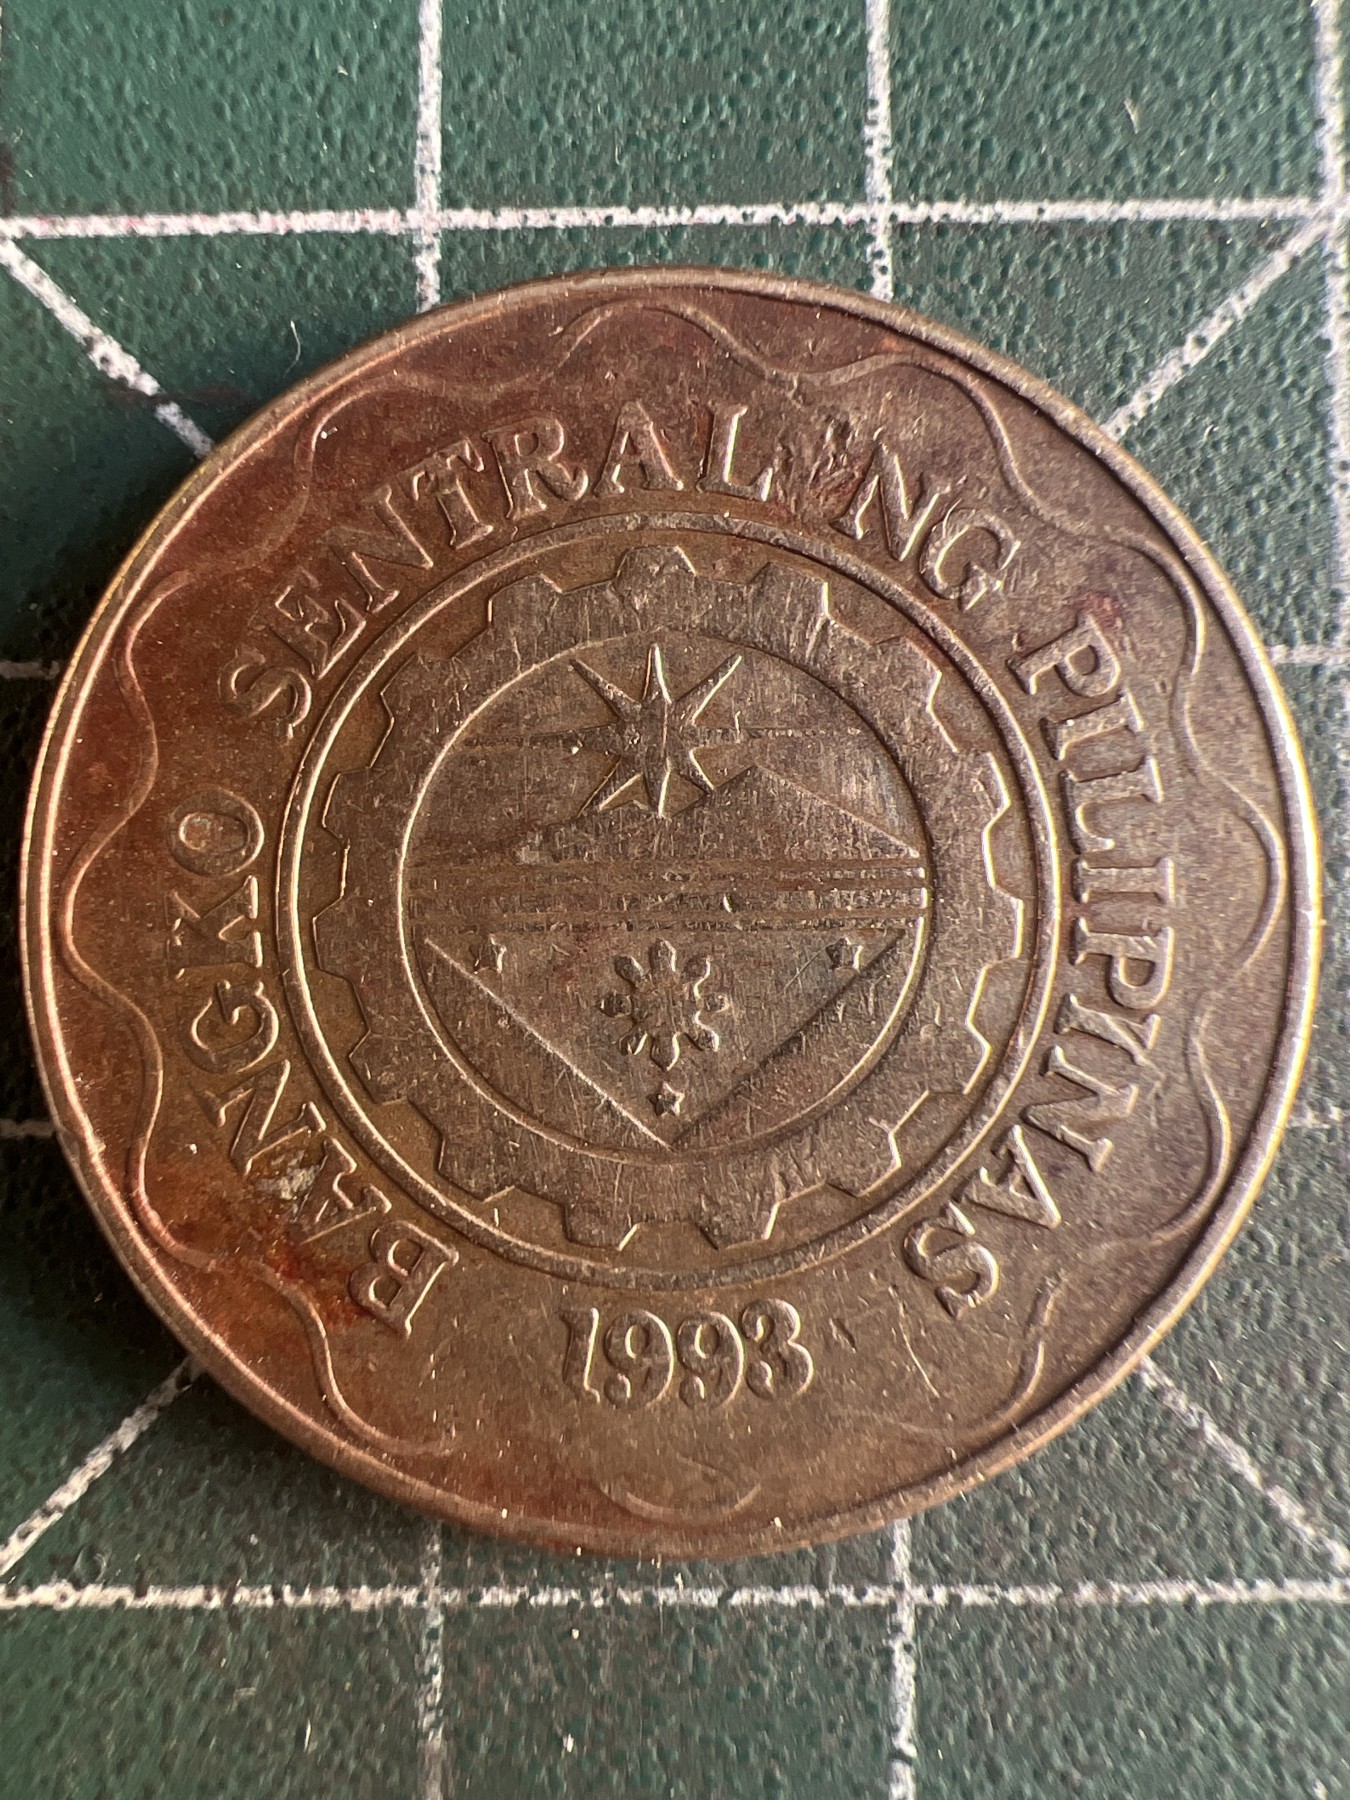 BANGKO SENTRAL NG PILIPINAS
1993